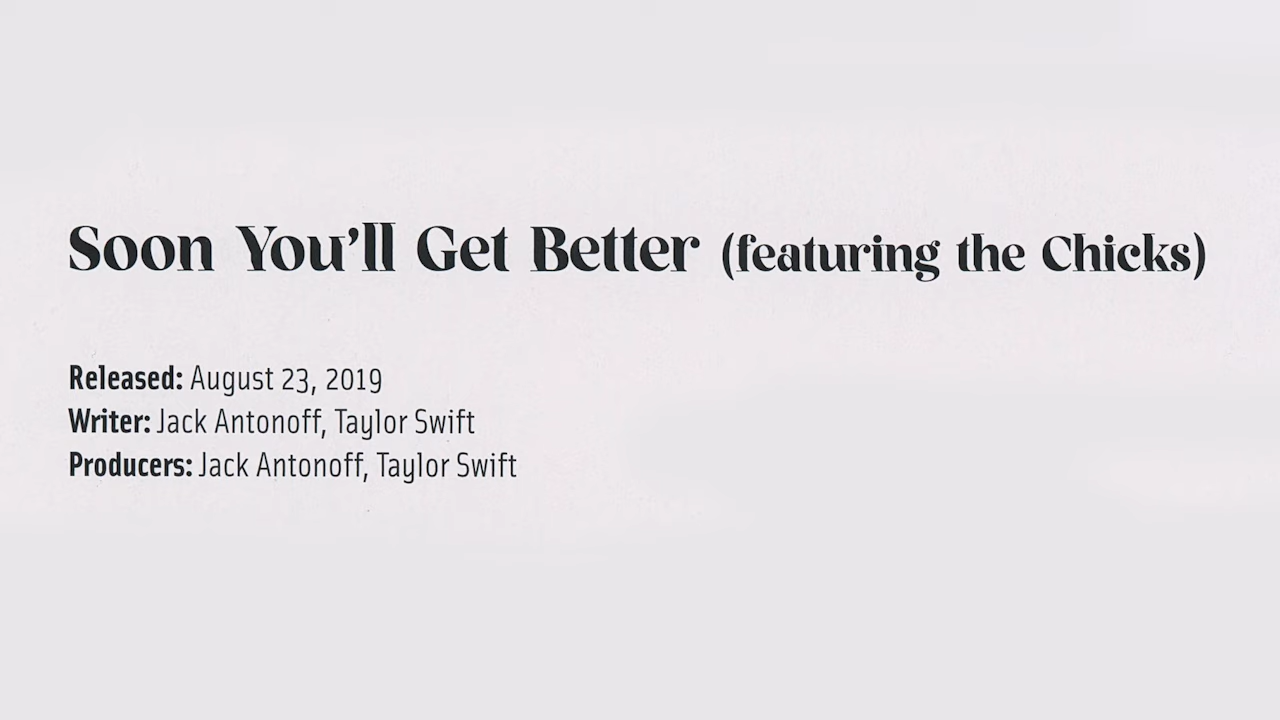 Soon You’ll Get Better (featuring the Chicks)
Released: August 23, 2019
Writer: Jack Antonoff, Taylor Swift
Producers: Jack Antonoff, Taylor Swift